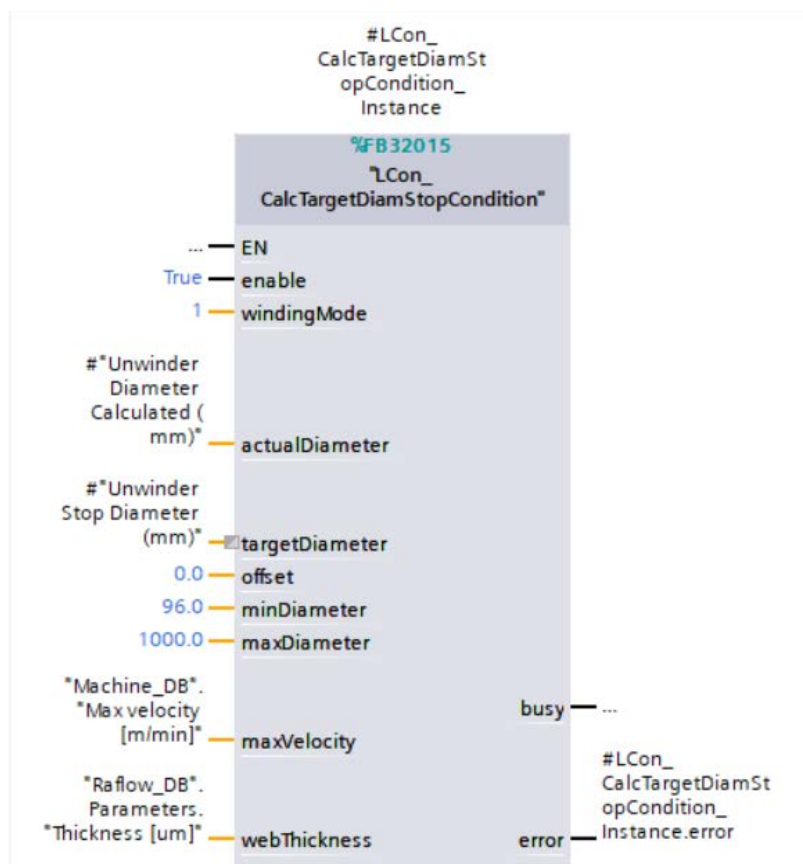 #LCon_
CalcTargetDiamSt
opCondition_
Instance
%FB32015
"LCon_
CalcTargetDiamStopCondition"
... EN
True enable
1 windingMode
#"Unwinder
Diameter
Calculated (
mm)" actualDiameter
#"Unwinder
Stop Diameter
(mm)" targetDiameter
0.0 offset
96.0 minDiameter
1000.0 maxDiameter
"Machine_DB".
"Max velocity
[m/min]" maxVelocity
busy ...
"Raflow_DB".
Parameters.
"Thickness [um]" webThickness
#LCon_
CalcTargetDiamSt
opCondition_
error Instance.error